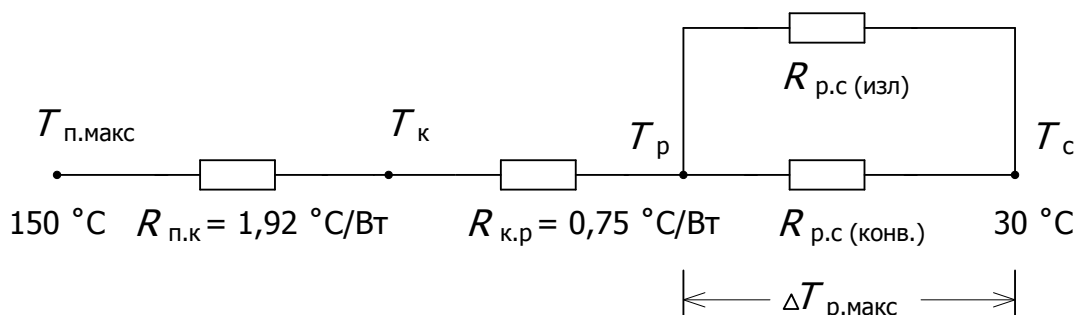 R р.с (изл)
T п.макс
T к
T р
T с
150 °C
R п.к = 1,92 °C/Вт
R к.р = 0,75 °C/Вт
R р.с (конв.)
30 °C
ΔT р.макс